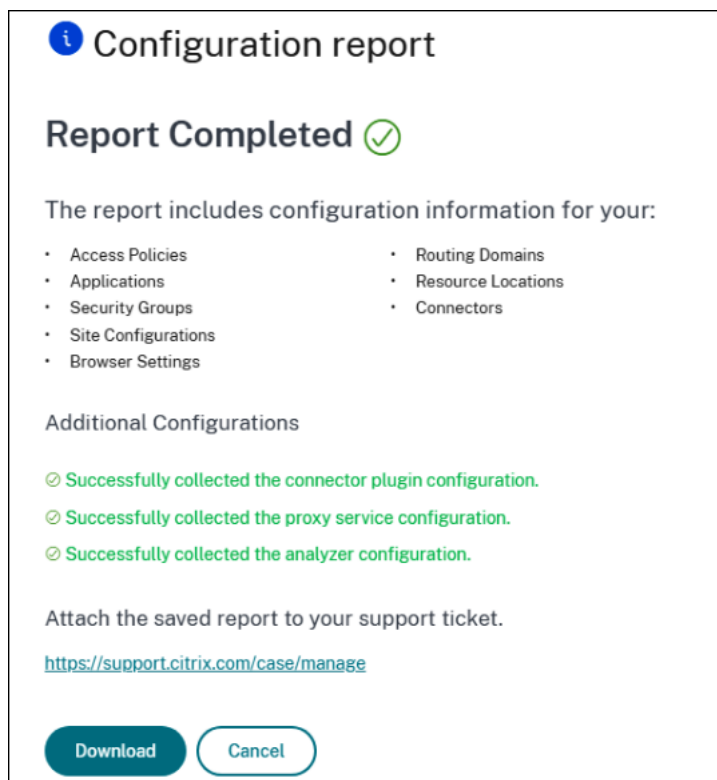 Configuration report
Report Completed
The report includes configuration information for your:
• Access Policies
• Applications
• Security Groups
• Site Configurations
• Browser Settings
• Routing Domains
• Resource Locations
• Connectors
Additional Configurations
Successfully collected the connector plugin configuration.
Successfully collected the proxy service configuration.
Successfully collected the analyzer configuration.
Attach the saved report to your support ticket.
https://support.citrix.com/case/manage
Download
Cancel